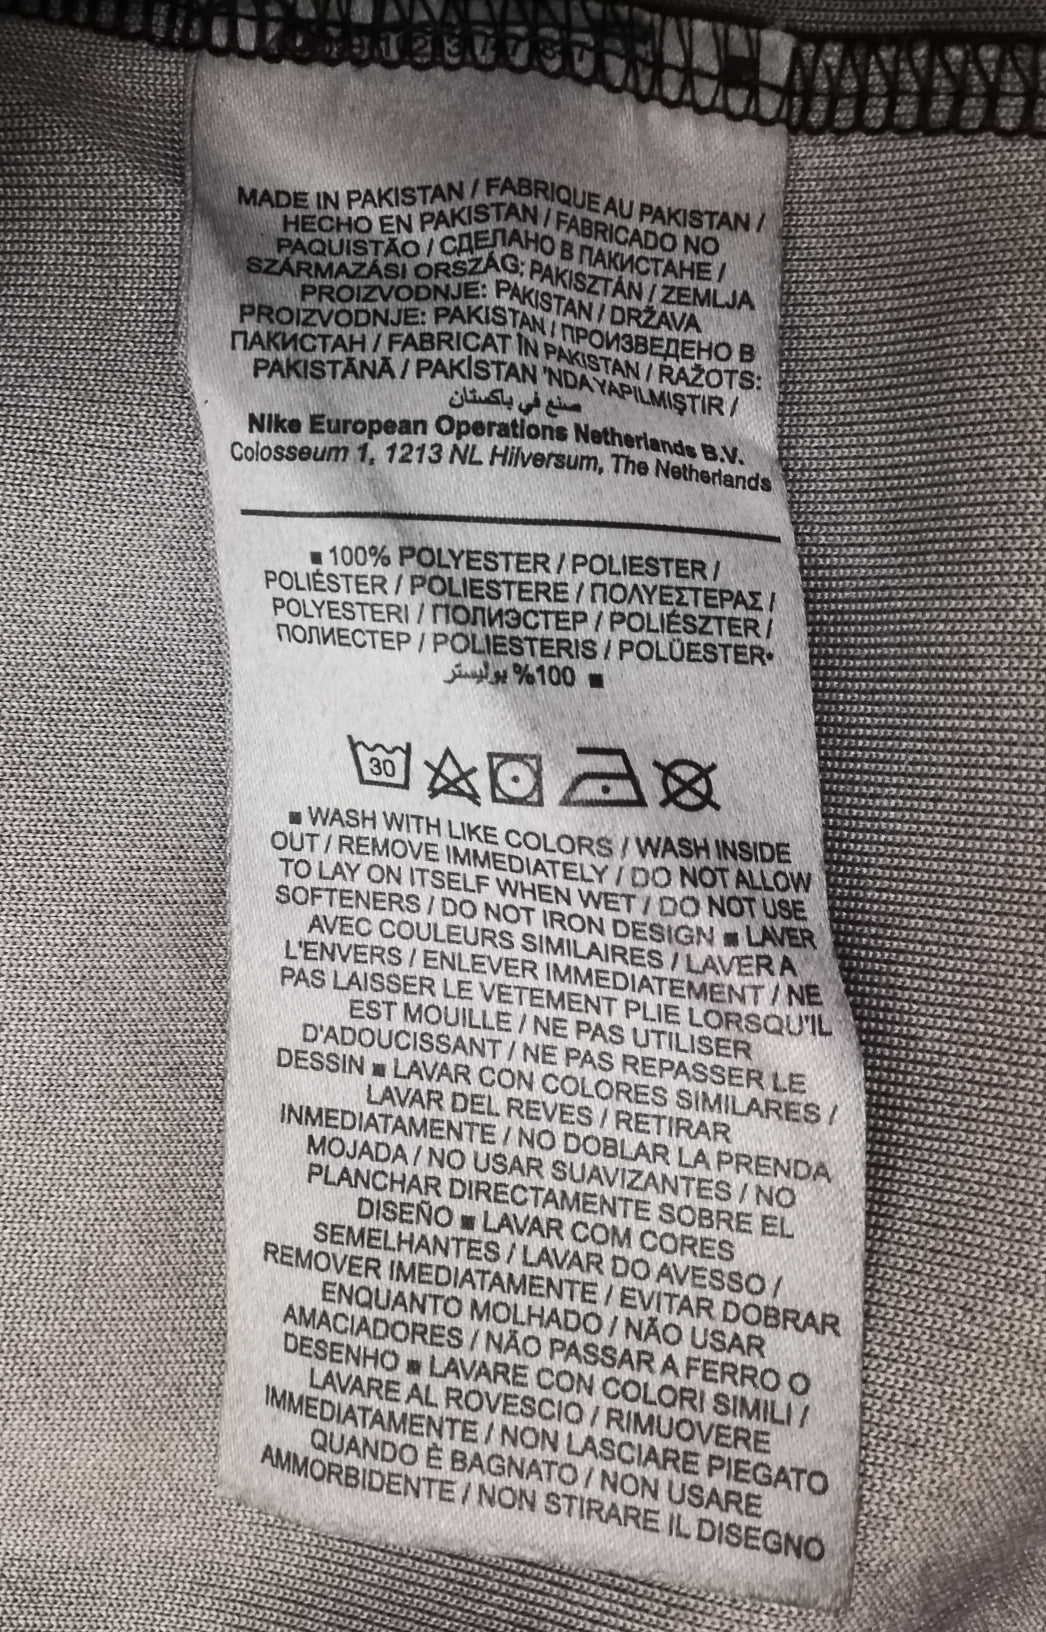 MADE IN PAKISTAN / FABRIQUE AU PAKISTAN /
HECHO EN PAKISTAN / FABRICADO NO
PAQUISTÃO / СДЕЛАНО В ПАКИСТАНЕ /
SZÁRMAZÁSI ORSZÁG: PAKISZTÁN / ZEMLJA
PROIZVODNJE: PAKISTAN / DRŽAVA
PROIZVODNJE: PAKISTAN / ПРОИЗВЕДЕНО В
ПАКИСТАН / FABRICAT ÎN PAKISTAN / RAŽOTS:
PAKISTĀNĀ / PAKİSTAN 'NDA YAPILMIŞTIR /
صنع في باكستان
Nike European Operations Netherlands B.V.
Colosseum 1, 1213 NL Hilversum, The Netherlands
■ 100% POLYESTER / POLIESTER /
POLIÉSTER / POLIESTERE / ΠΟΛΥΕΣΤΕΡΑΣ /
POLYESTERI / ПОЛИЭСТЕР / POLIÉSZTER /
ПОЛИЕСТЕР / POLIESTERIS / POLÜESTER•
100% بوليستر ■
30
■ WASH WITH LIKE COLORS / WASH INSIDE
OUT / REMOVE IMMEDIATELY / DO NOT ALLOW
TO LAY ON ITSELF WHEN WET / DO NOT USE
SOFTENERS / DO NOT IRON DESIGN ■ LAVER
AVEC COULEURS SIMILAIRES / LAVER A
L'ENVERS / ENLEVER IMMEDIATEMENT / NE
PAS LAISSER LE VETEMENT PLIE LORSQU'IL
EST MOUILLE / NE PAS UTILISER
D'ADOUCISSANT / NE PAS REPASSER LE
DESSIN ■ LAVAR CON COLORES SIMILARES /
LAVAR DEL REVES / RETIRAR
INMEDIATAMENTE / NO DOBLAR LA PRENDA
MOJADA / NO USAR SUAVIZANTES / NO
PLANCHAR DIRECTAMENTE SOBRE EL
DISEÑO ■ LAVAR COM CORES
SEMELHANTES / LAVAR DO AVESSO /
REMOVER IMEDIATAMENTE / EVITAR DOBRAR
ENQUANTO MOLHADO / NÃO USAR
AMACIADORES / NÃO PASSAR A FERRO O
DESENHO ■ LAVARE CON COLORI SIMILI /
LAVARE AL ROVESCIO / RIMUOVERE
IMMEDIATAMENTE / NON LASCIARE PIEGATO
QUANDO È BAGNATO / NON USARE
AMMORBIDENTE / NON STIRARE IL DISEGNO